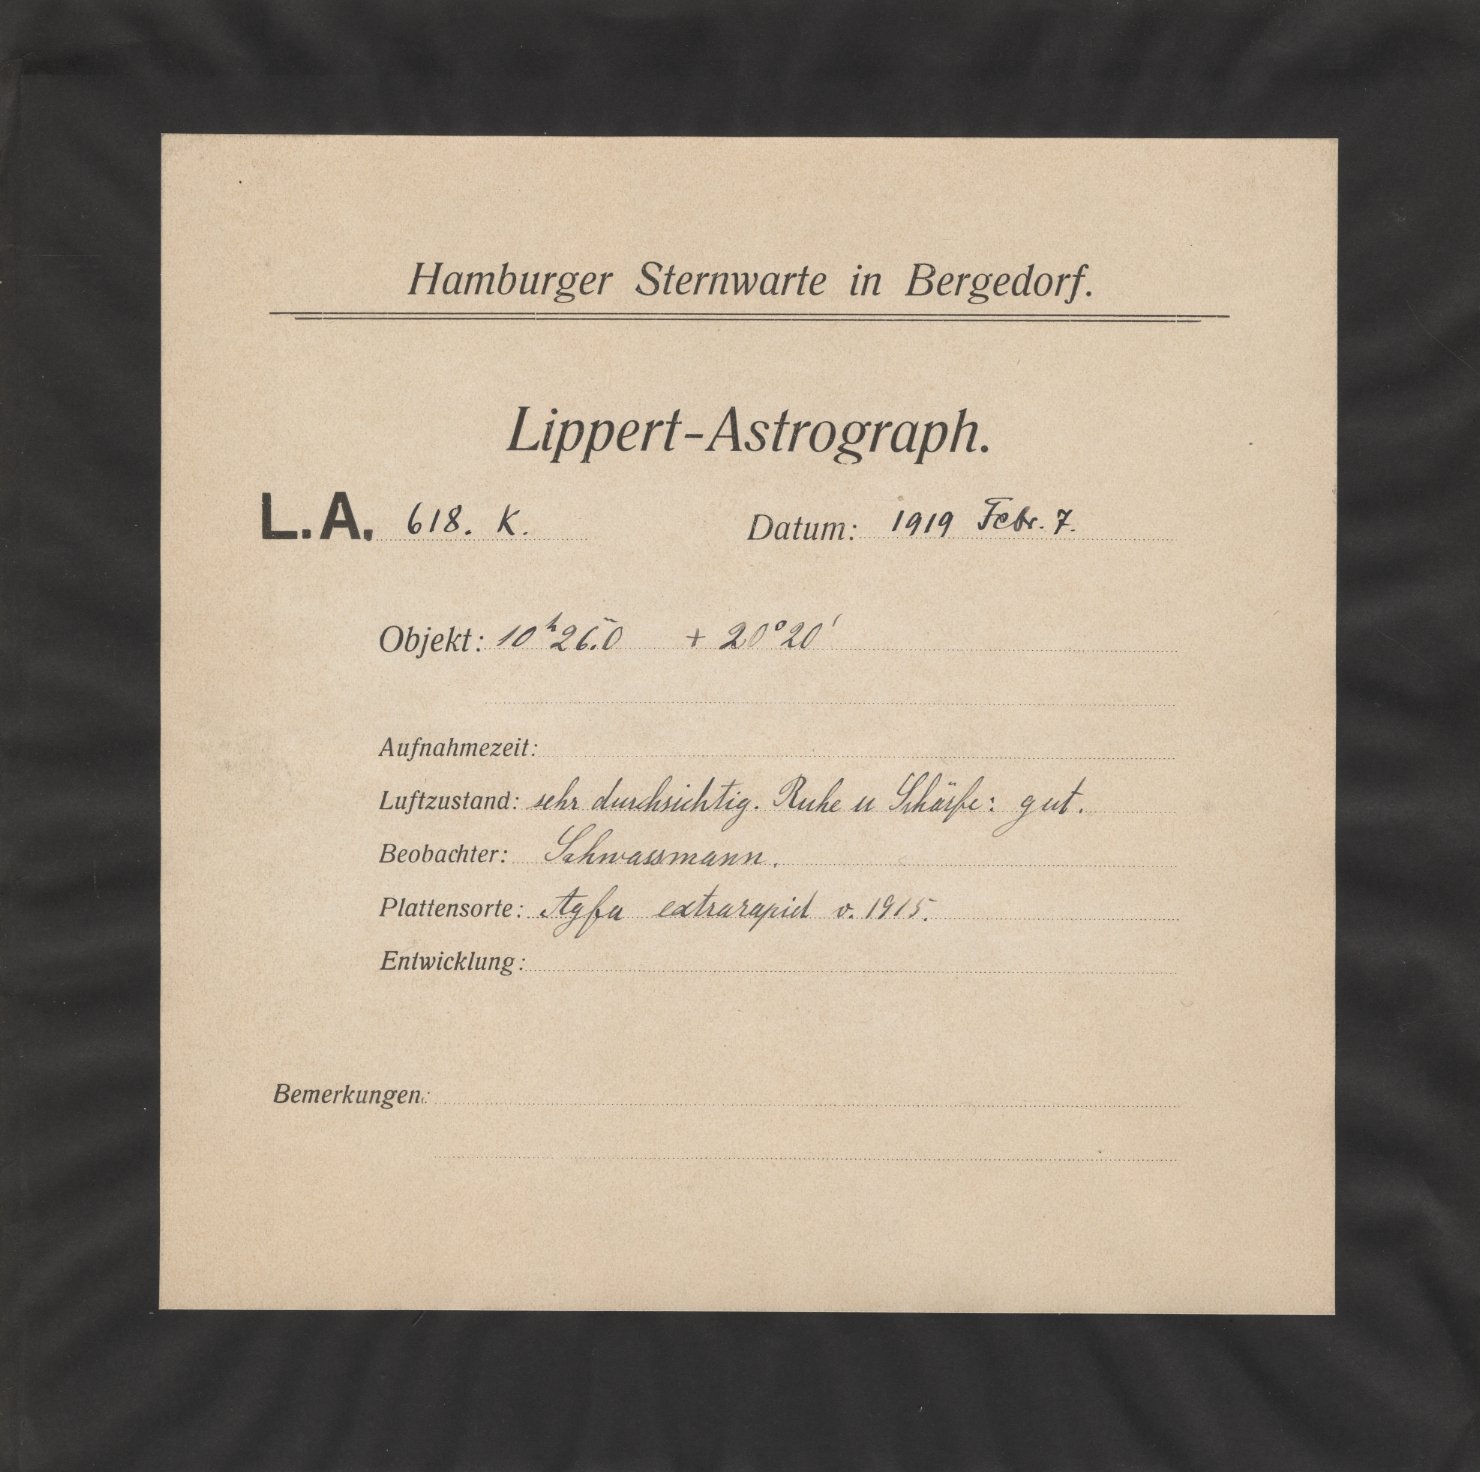 Hamburger Sternwarte in Bergedorf.
Lippert-Astrograph.
L.A. 618. K. Datum: 1919 Febr. 7.
Objekt: 10ʰ26ᵐ.0 + 20°20'
Aufnahmezeit:
Luftzustand: sehr durchsichtig. Ruhe u Schärfe: gut.
Beobachter: Schwassmann.
Plattensorte: Agfa extrarapid v. 1915.
Entwicklung:
Bemerkungen: